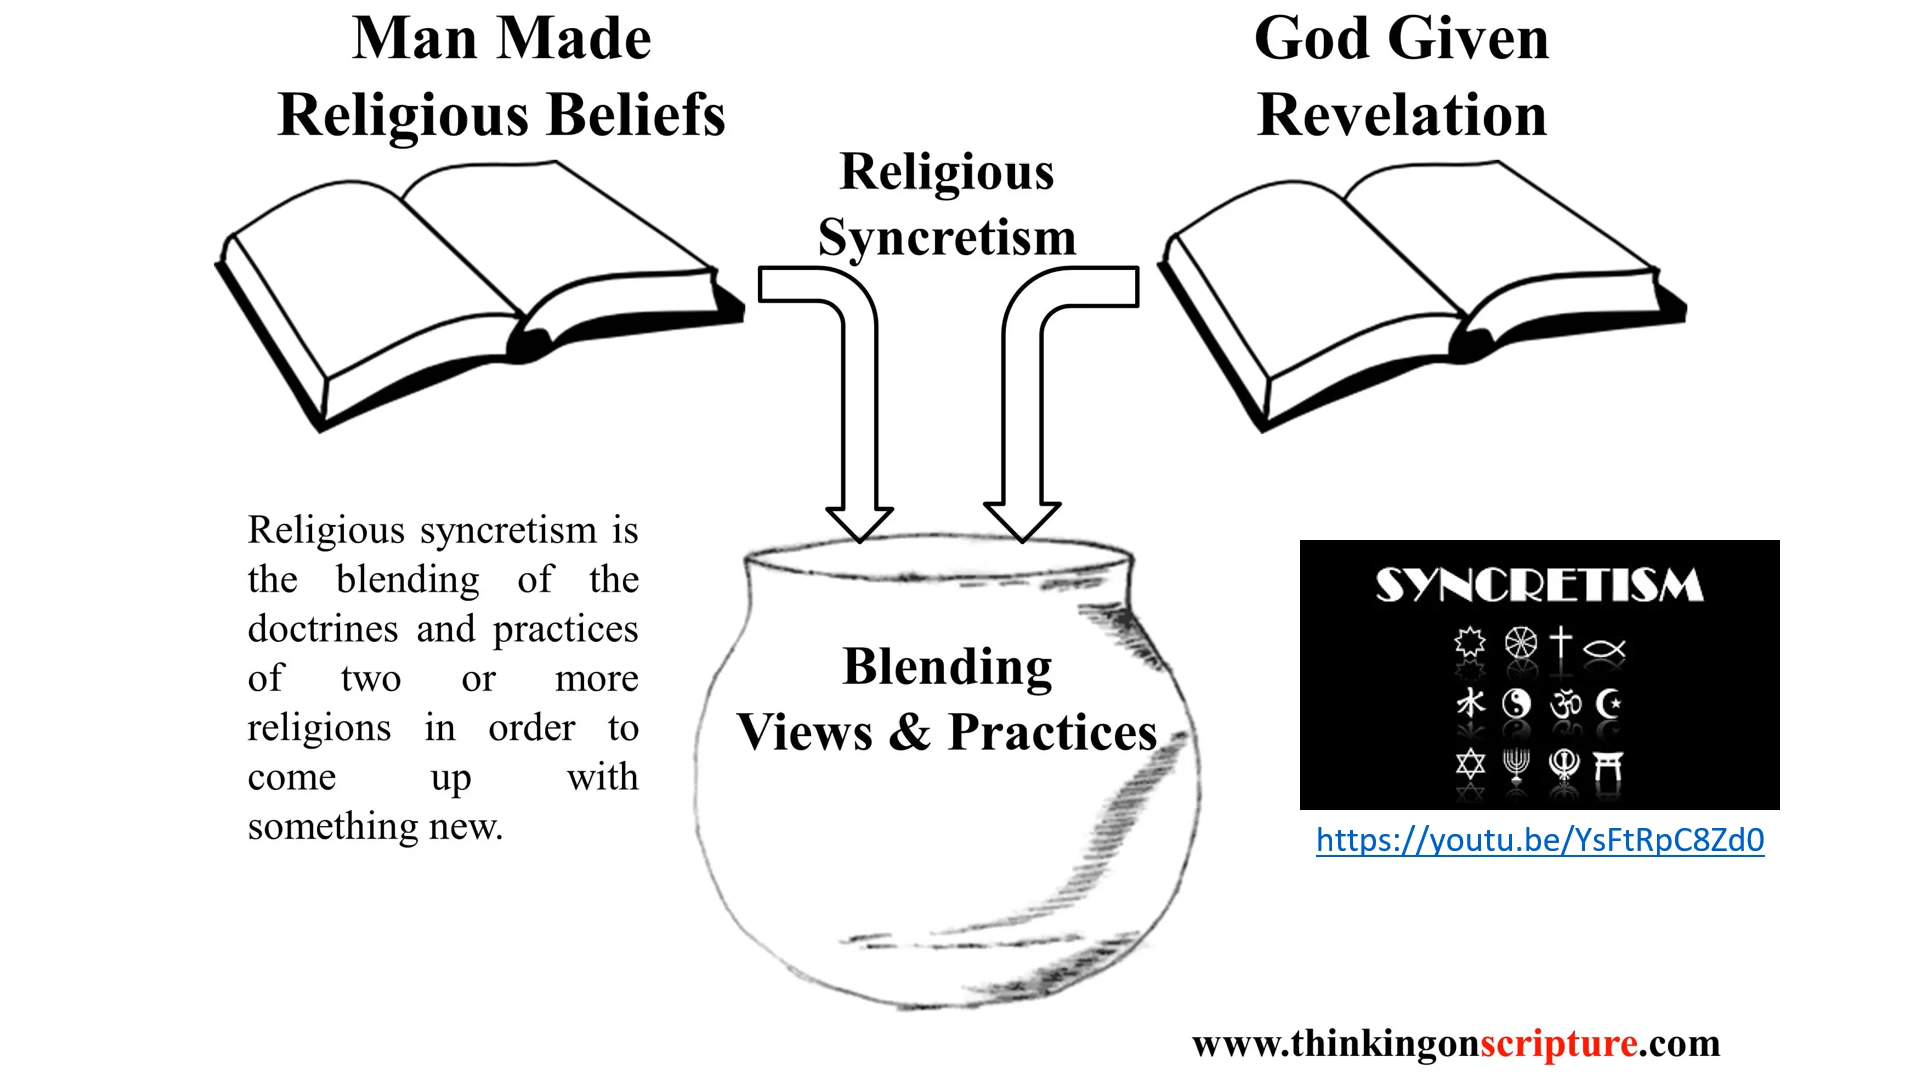 Man Made
Religious Beliefs
God Given
Revelation
Religious
Syncretism
Religious syncretism is
the blending of the
doctrines and practices
of two or more
religions in order to
come up with
something new.
Blending
Views & Practices
SYNCRETISM
https://youtu.be/YsFtRpC8Zd0
www.thinkingonscripture.com